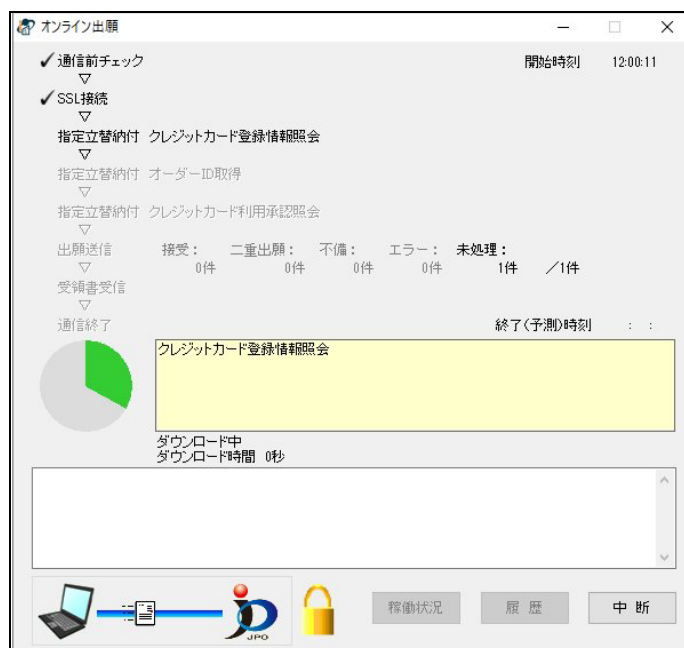 オンライン出願
✓通信前チェック 開始時刻 12:00:11
▽
✓SSL接続
▽
指定立替納付 クレジットカード登録情報照会
▽
指定立替納付 オーダーID取得
▽
指定立替納付 クレジットカード利用承認照会
▽
出願送信 接受： 二重出願： 不備： エラー： 未処理：
▽ 0件 0件 0件 0件 1件 ／1件
受領書受信
▽
通信終了 終了(予測)時刻 : :
クレジットカード登録情報照会
ダウンロード中
ダウンロード時間 0秒
稼働状況 履歴 中断
JPO